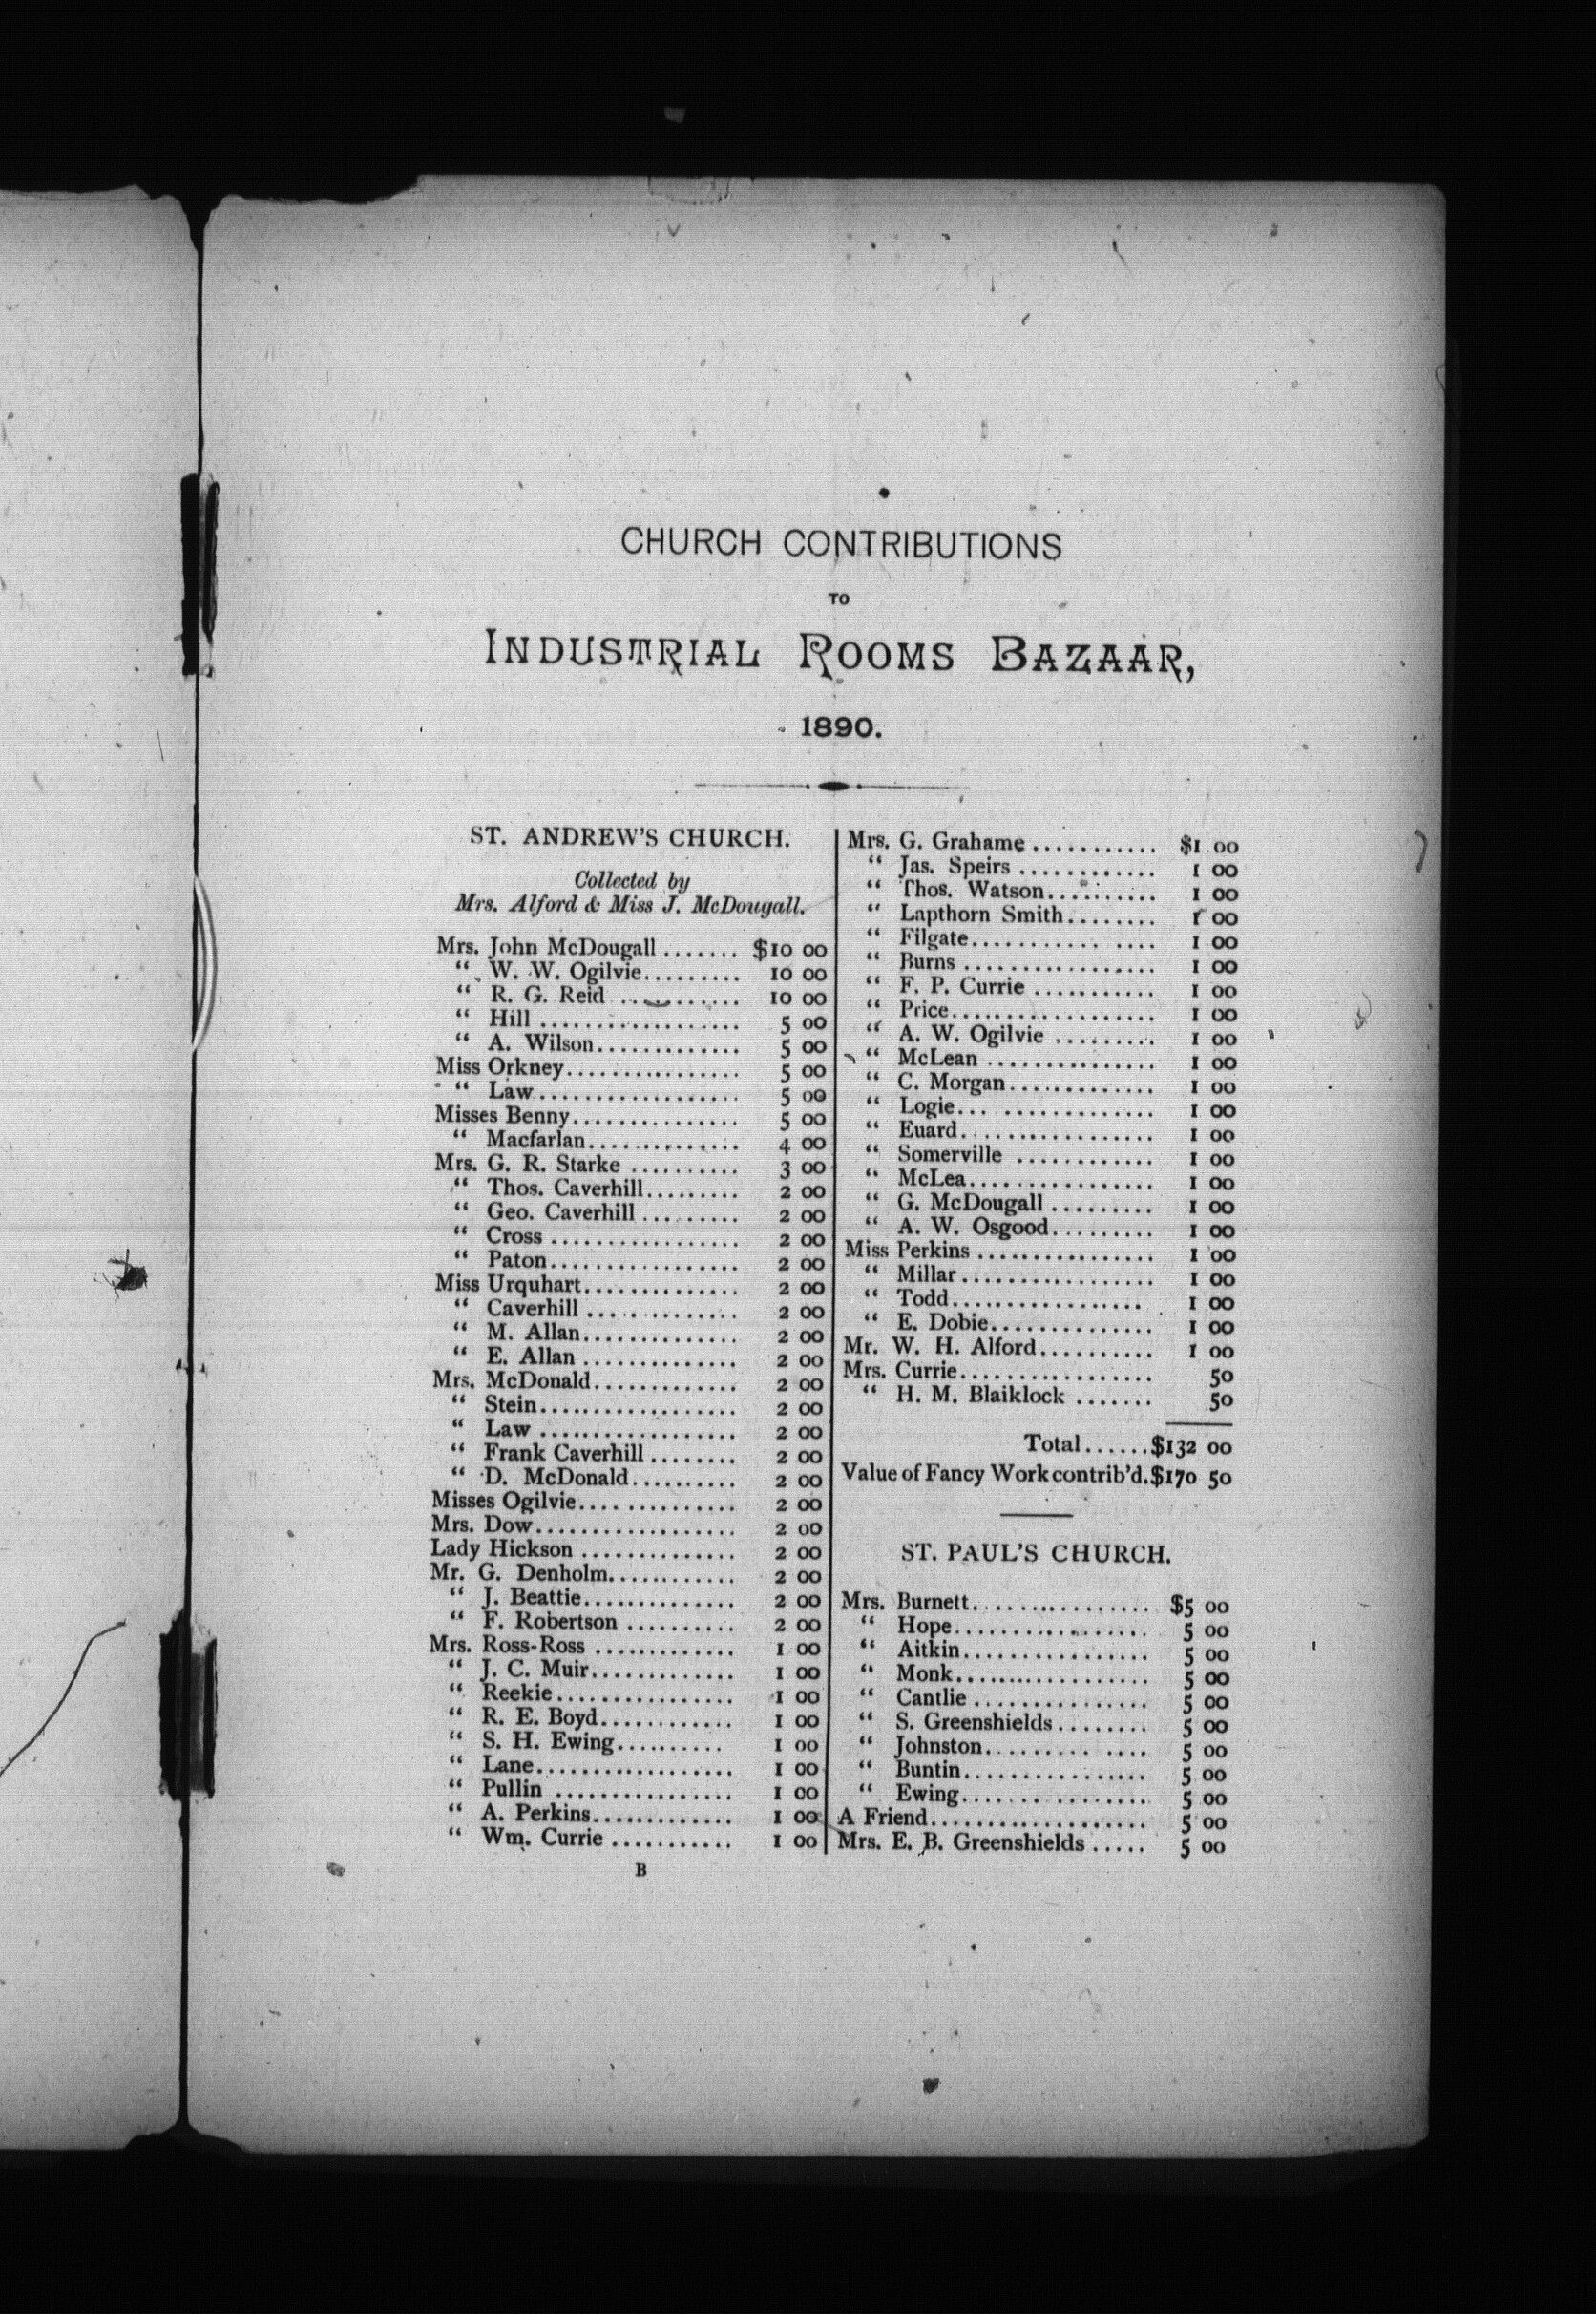 CHURCH CONTRIBUTIONS
TO
INDUSTRIAL ROOMS BAZAAR,
1890.
ST. ANDREW'S CHURCH.
Collected by
Mrs. Alford & Miss J. McDougall.
Mrs. John McDougall ....... $10 00
“ W. W. Ogilvie......... 10 00
“ R. G. Reid ............ 10 00
“ Hill .................. 5 00
“ A. Wilson............. 5 00
Miss Orkney................ 5 00
“ Law................... 5 00
Misses Benny............... 5 00
“ Macfarlan.............. 4 00
Mrs. G. R. Starke .......... 3 00
“ Thos. Caverhill......... 2 00
“ Geo. Caverhill ......... 2 00
“ Cross ................. 2 00
“ Paton................. 2 00
Miss Urquhart.............. 2 00
“ Caverhill .............. 2 00
“ M. Allan.............. 2 00
“ E. Allan .............. 2 00
Mrs. McDonald............. 2 00
“ Stein.................. 2 00
“ Law .................. 2 00
“ Frank Caverhill ........ 2 00
“ D. McDonald.......... 2 00
Misses Ogilvie............... 2 00
Mrs. Dow.................. 2 00
Lady Hickson .............. 2 00
Mr. G. Denholm............ 2 00
“ J. Beattie.............. 2 00
“ F. Robertson .......... 2 00
Mrs. Ross-Ross ............. 1 00
“ J. C. Muir............. 1 00
“ Reekie................ 1 00
“ R. E. Boyd............ 1 00
“ S. H. Ewing.......... 1 00
“ Lane.................. 1 00
“ Pullin ................ 1 00
“ A. Perkins............. 1 00
“ Wm. Currie ........... 1 00
B
Mrs. G. Grahame ........... $1 00
“ Jas. Speirs ............ 1 00
“ Thos. Watson.......... 1 00
“ Lapthorn Smith........ 1 00
“ Filgate........... .... 1 00
“ Burns ................. 1 00
“ F. P. Currie ........... 1 00
“ Price.................. 1 00
“ A. W. Ogilvie ......... 1 00
“ McLean ............... 1 00
“ C. Morgan............. 1 00
“ Logie... ............. 1 00
“ Euard................. 1 00
“ Somerville ............ 1 00
“ McLea................ 1 00
“ G. McDougall ......... 1 00
“ A. W. Osgood......... 1 00
Miss Perkins ................ 1 00
“ Millar................. 1 00
“ Todd................. 1 00
“ E. Dobie.............. 1 00
Mr. W. H. Alford.......... 1 00
Mrs. Currie................. 50
“ H. M. Blaiklock ....... 50
Total......$132 00
Value of Fancy Work contrib'd.$170 50
ST. PAUL'S CHURCH.
Mrs. Burnett................ $5 00
“ Hope................. 5 00
“ Aitkin................ 5 00
“ Monk................. 5 00
“ Cantlie ............... 5 00
“ S. Greenshields........ 5 00
“ Johnston......... .... 5 00
“ Buntin................ 5 00
“ Ewing................ 5 00
A Friend................... 5 00
Mrs. E. B. Greenshields ..... 5 00